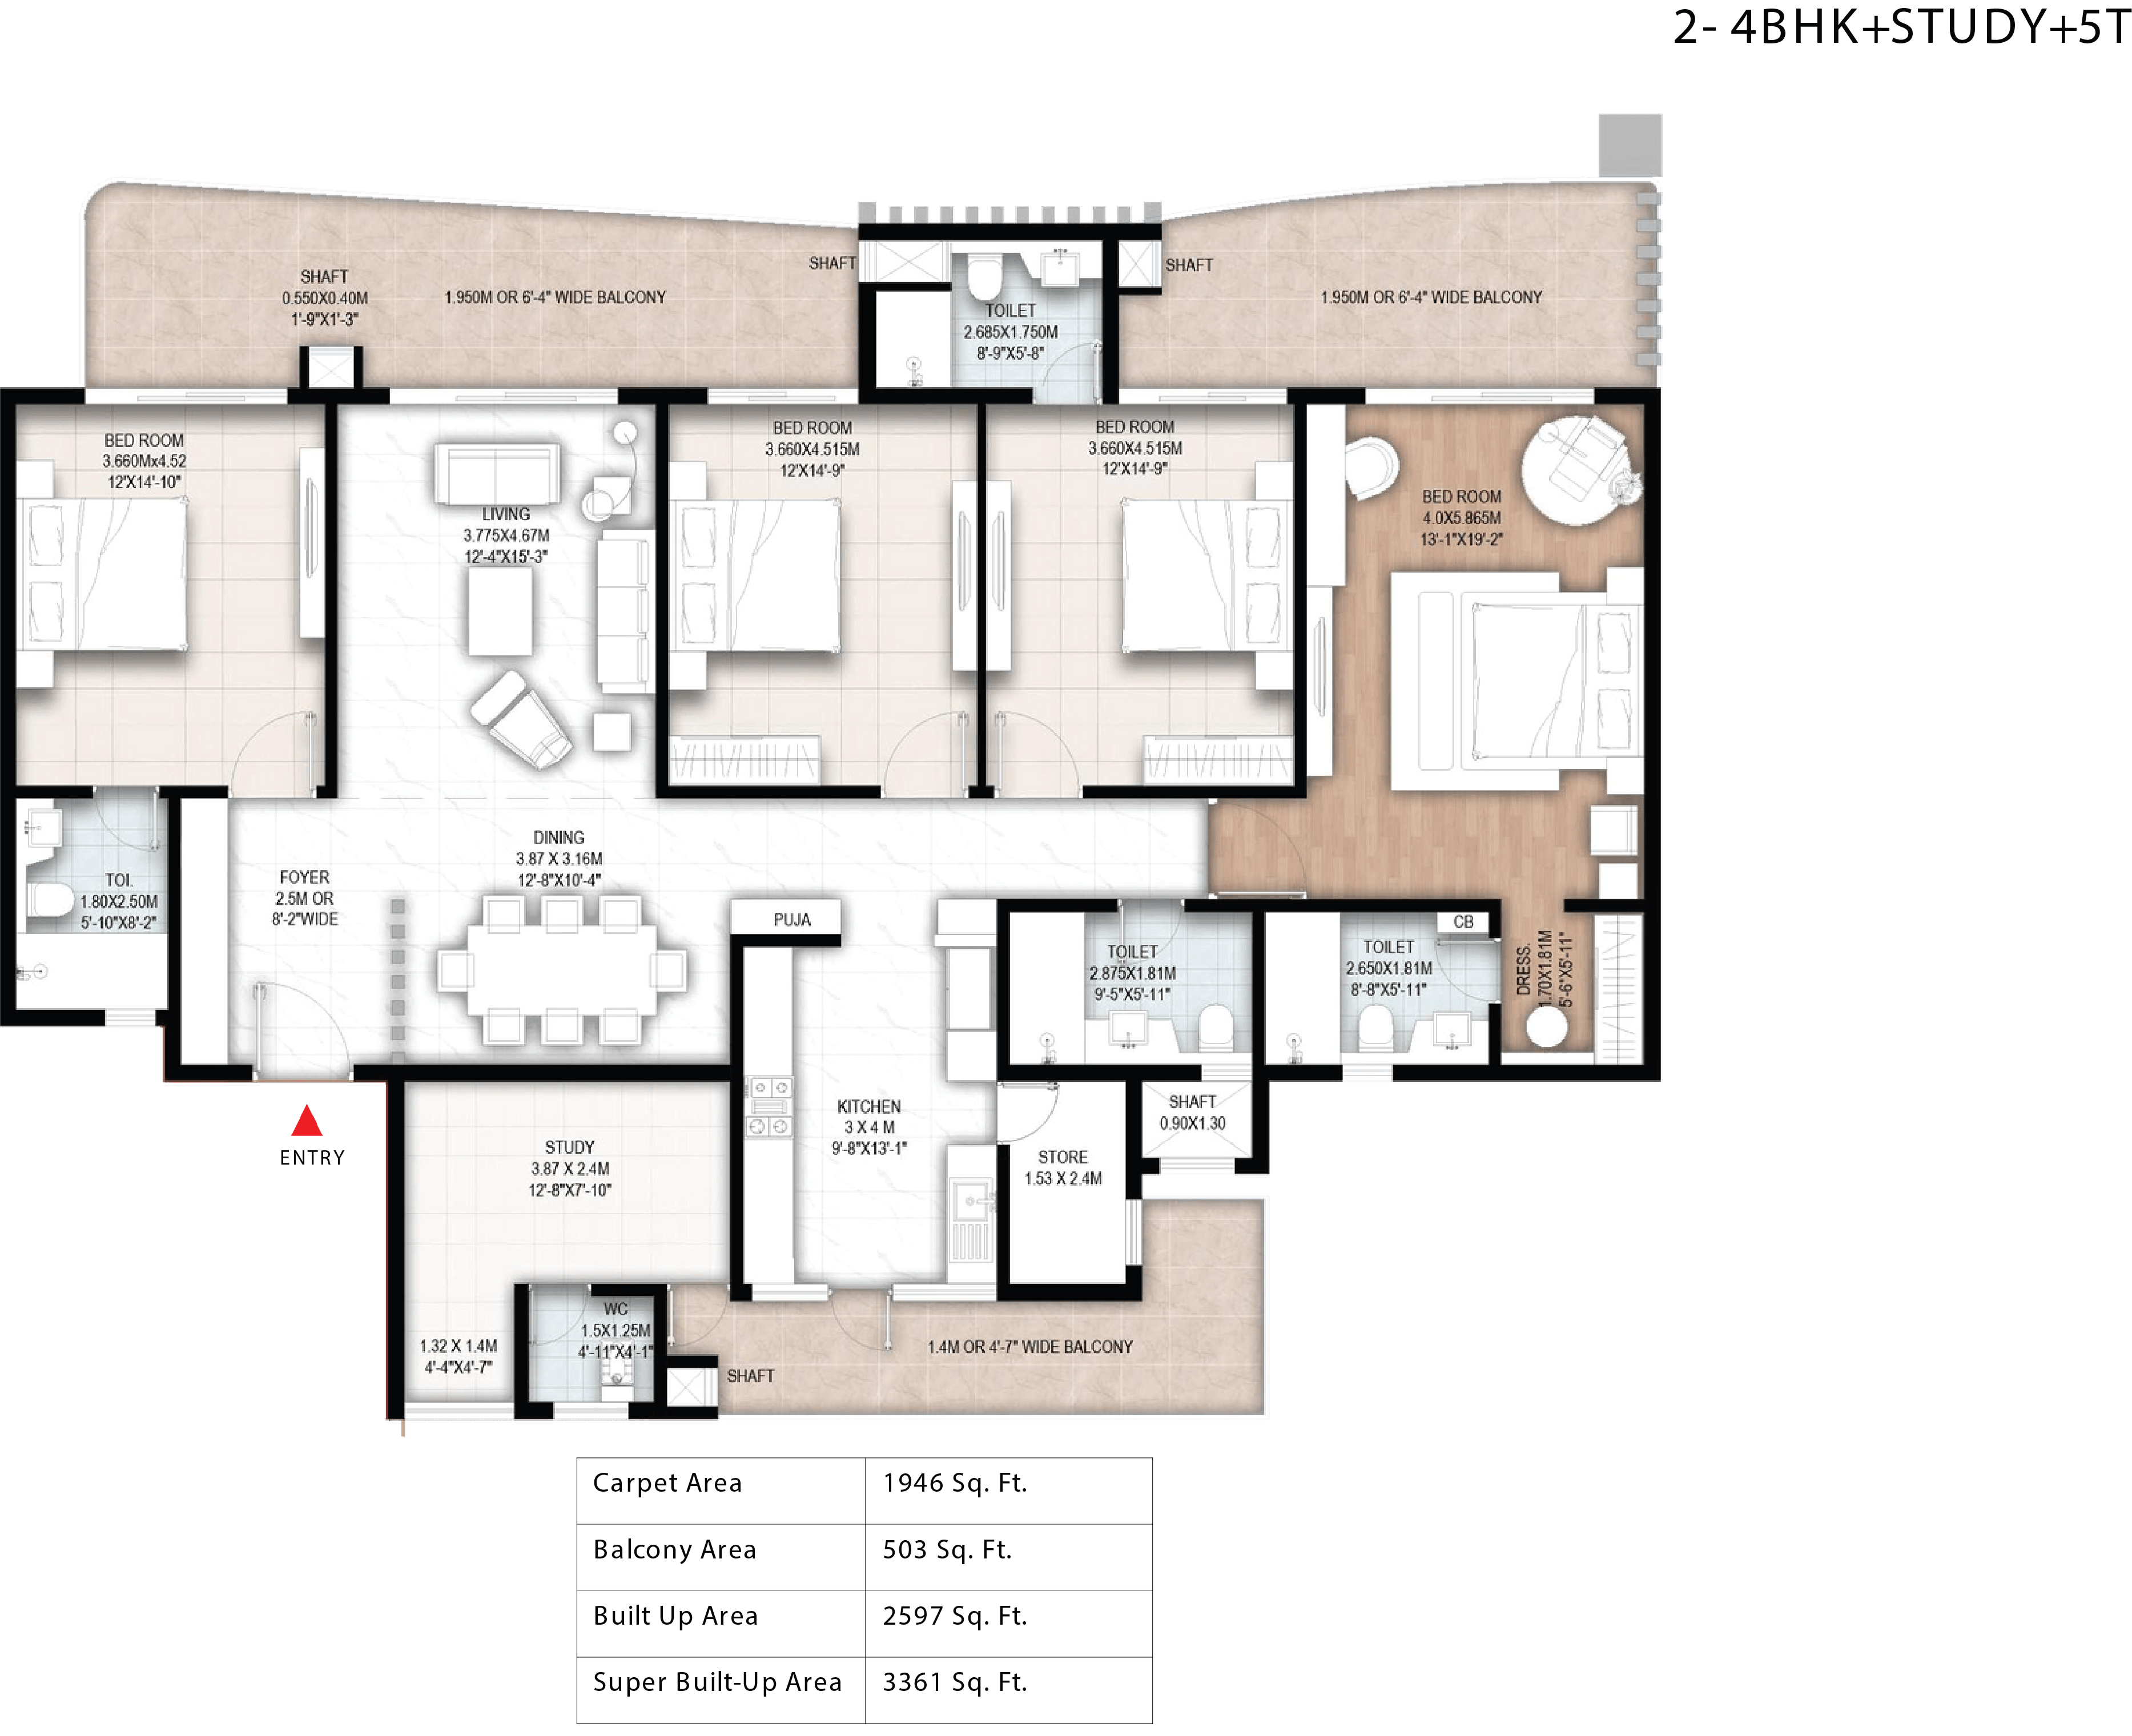 2- 4BHK+STUDY+5T
SHAFT
0.550X0.40M
1'-9"X1'-3"
1.950M OR 6'-4" WIDE BALCONY
SHAFT
TOILET
2.685X1.750M
8'-9"X5'-8"
SHAFT
1.950M OR 6'-4" WIDE BALCONY
BED ROOM
3.660Mx4.52
12'X14'-10"
LIVING
3.775X4.67M
12'-4"X15'-3"
BED ROOM
3.660X4.515M
12'X14'-9"
BED ROOM
3.660X4.515M
12'X14'-9"
BED ROOM
4.0X5.865M
13'-1"X19'-2"
TOI.
1.80X2.50M
5'-10"X8'-2"
FOYER
2.5M OR
8'-2"WIDE
DINING
3.87 X 3.16M
12'-8"X10'-4"
PUJA
TOILET
2.875X1.81M
9'-5"X5'-11"
TOILET
2.650X1.81M
8'-8"X5'-11"
CB
DRESS.
1.70X1.81M
5'-6"X5'-11"
ENTRY
STUDY
3.87 X 2.4M
12'-8"X7'-10"
KITCHEN
3 X 4 M
9'-8"X13'-1"
STORE
1.53 X 2.4M
SHAFT
0.90X1.30
1.32 X 1.4M
4'-4"X4'-7"
WC
1.5X1.25M
4'-11"X4'-1"
SHAFT
1.4M OR 4'-7" WIDE BALCONY
Carpet Area 1946 Sq. Ft.
Balcony Area 503 Sq. Ft.
Built Up Area 2597 Sq. Ft.
Super Built-Up Area 3361 Sq. Ft.